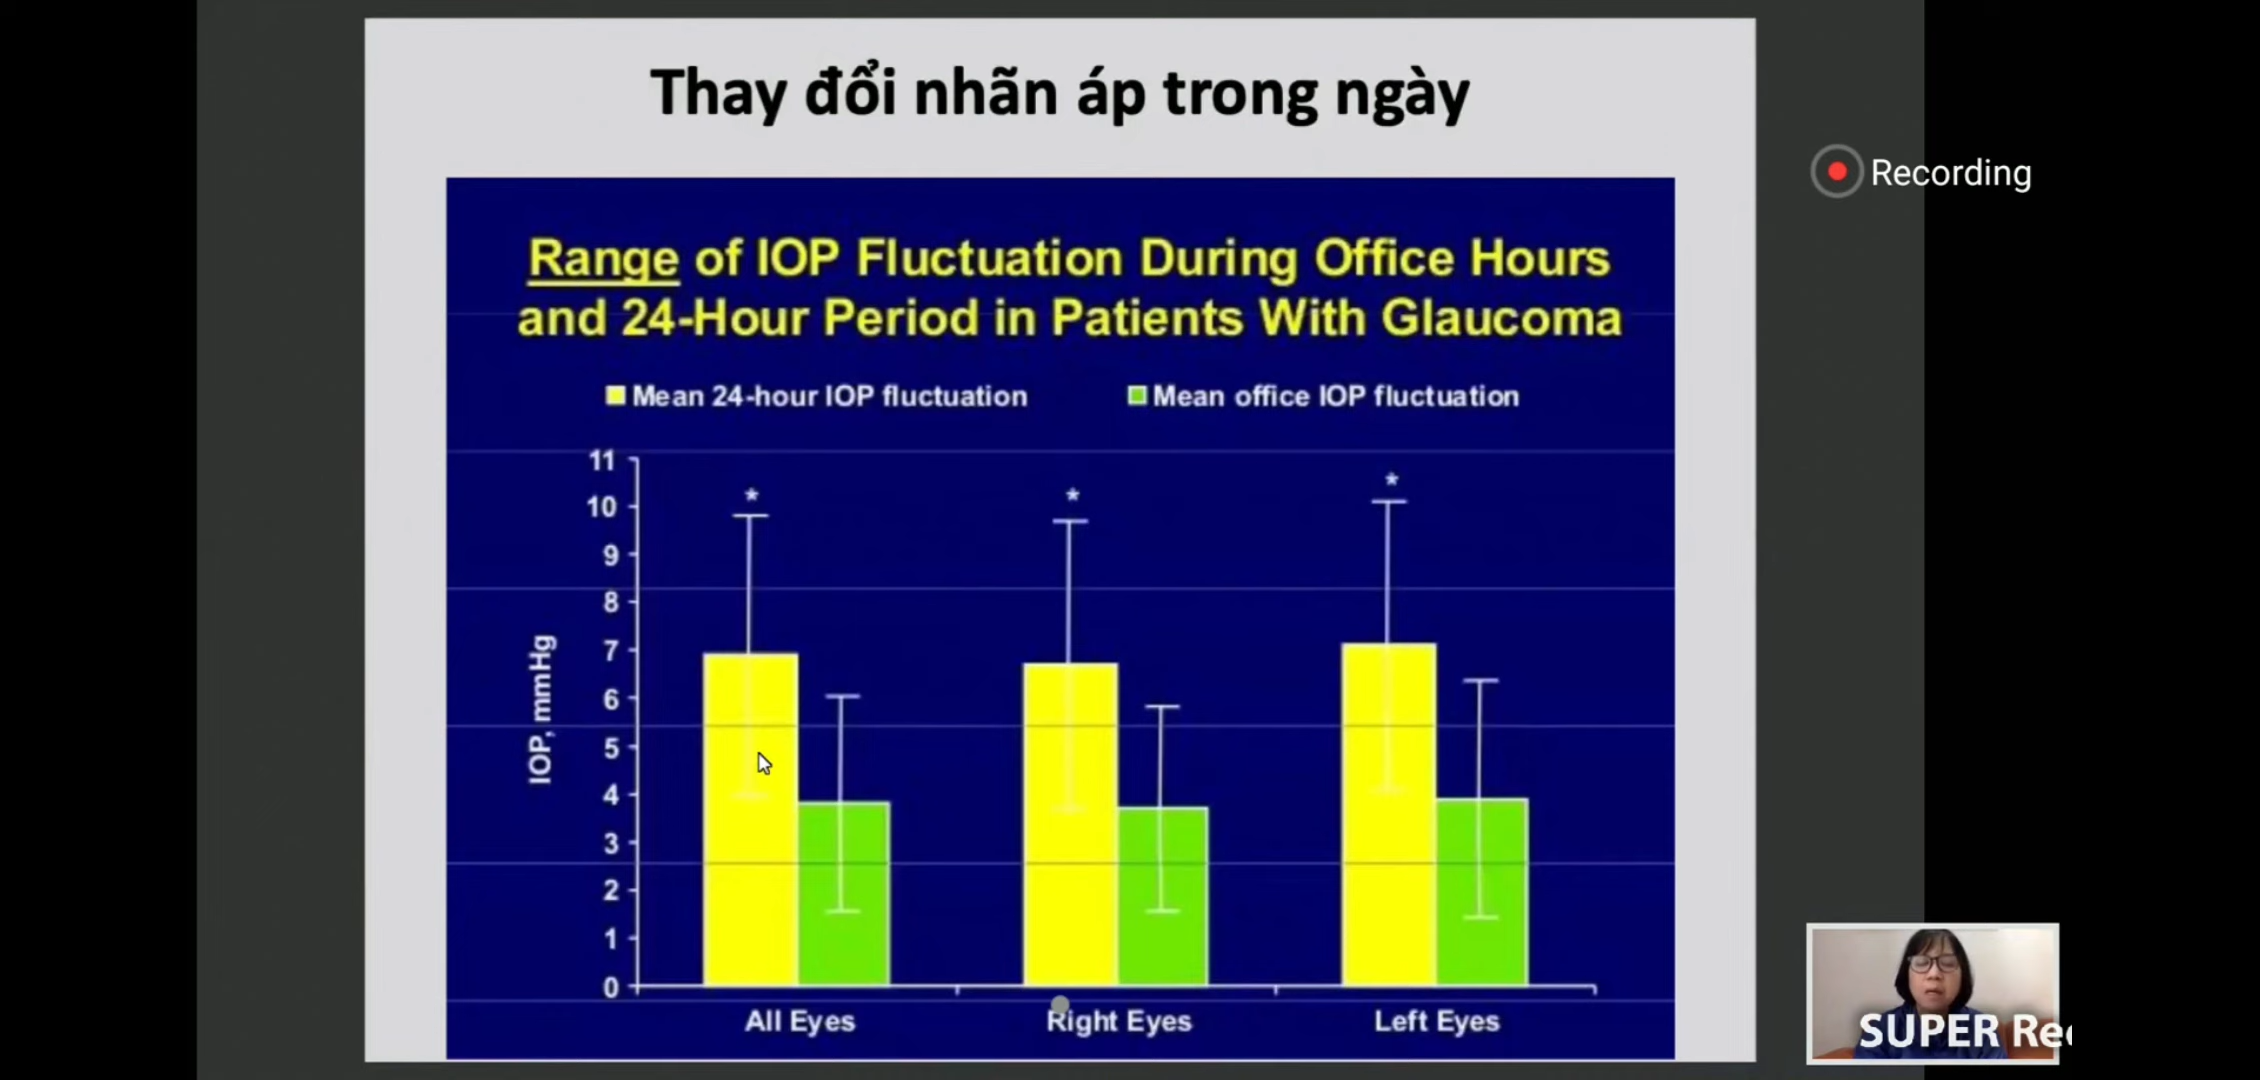 Thay đổi nhãn áp trong ngày
Recording
Range of IOP Fluctuation During Office Hours
and 24-Hour Period in Patients With Glaucoma
Mean 24-hour IOP fluctuation
Mean office IOP fluctuation
11
10
9
8
7
6
5
4
3
2
1
0
IOP, mmHg
*
*
*
All Eyes
Right Eyes
Left Eyes
SUPER